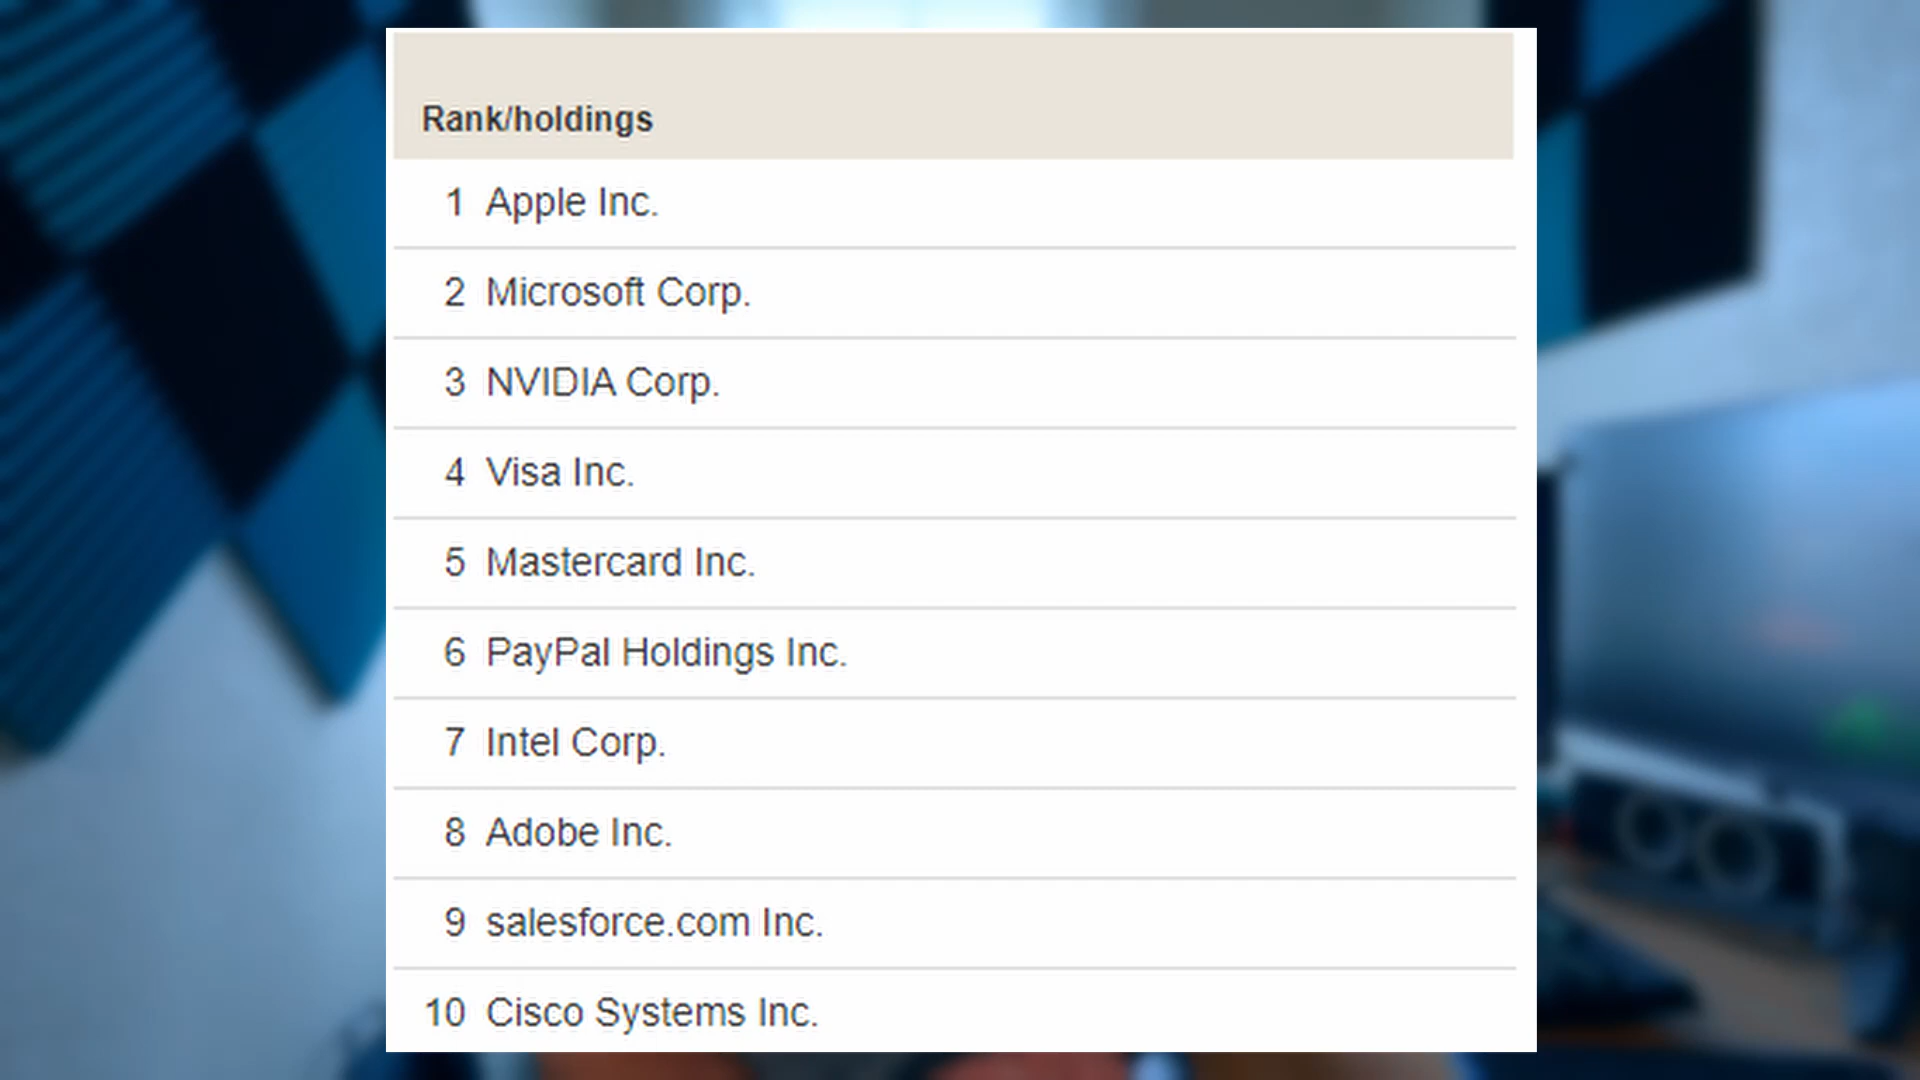 Rank/holdings
1 Apple Inc.
2 Microsoft Corp.
3 NVIDIA Corp.
4 Visa Inc.
5 Mastercard Inc.
6 PayPal Holdings Inc.
7 Intel Corp.
8 Adobe Inc.
9 salesforce.com Inc.
10 Cisco Systems Inc.